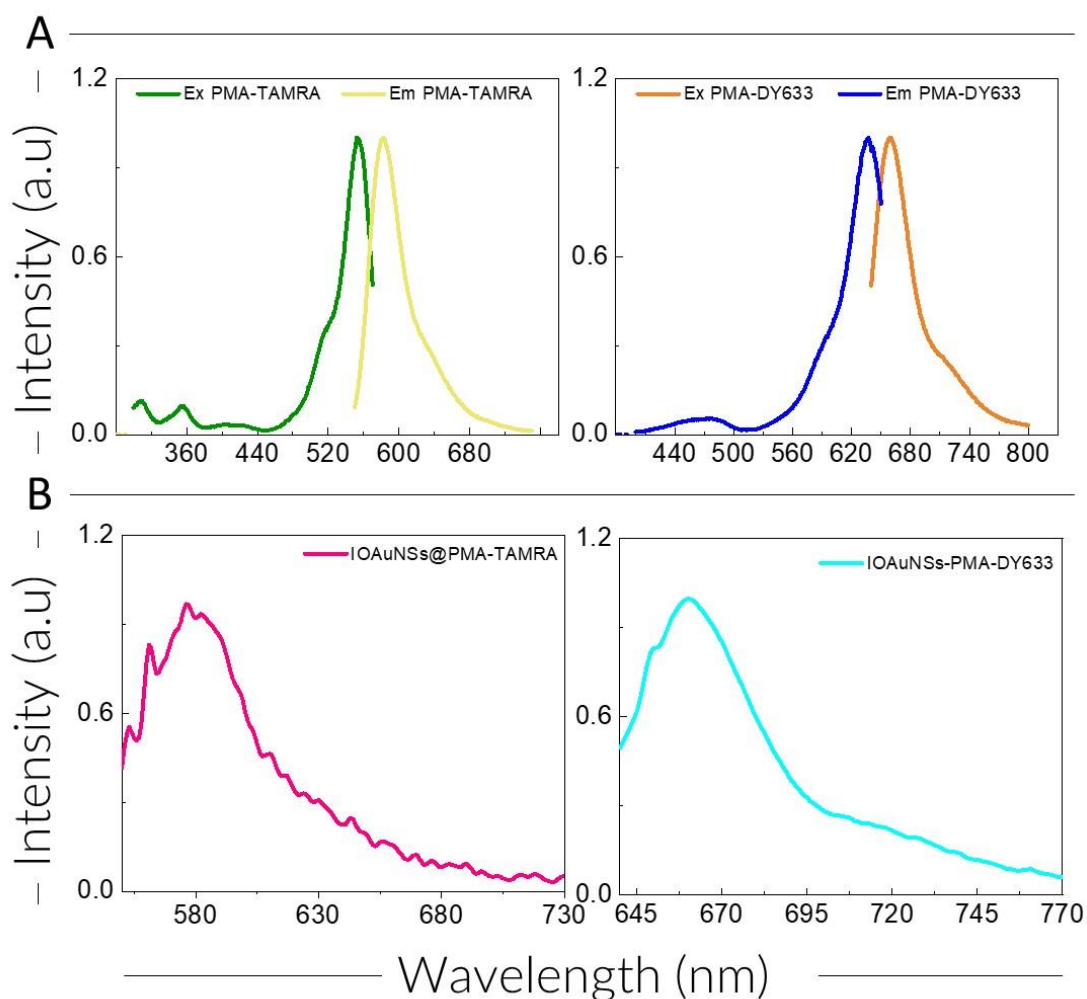 A
Intensity (a.u)
1.2
0.6
0.0
Ex PMA-TAMRA
Em PMA-TAMRA
360 440 520 600 680
Ex PMA-DY633
Em PMA-DY633
1.2
0.6
0.0
440 500 560 620 680 740 800
B
Intensity (a.u)
1.2
0.6
0.0
IOAuNSs@PMA-TAMRA
580 630 680 730
1.2
0.6
0.0
IOAuNSs-PMA-DY633
645 670 695 720 745 770
Wavelength (nm)